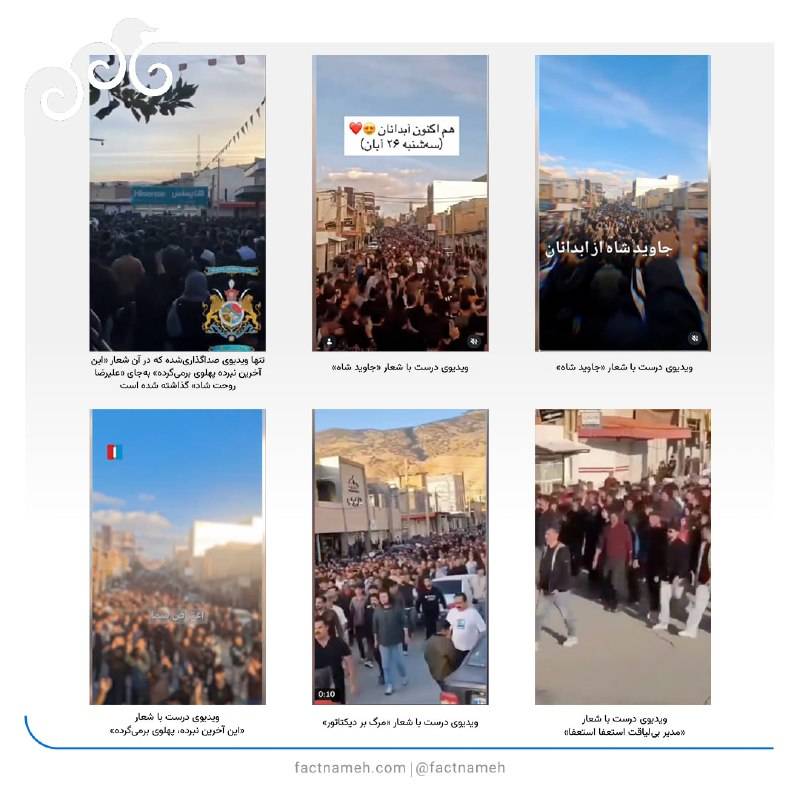 هم اکنون آبدانان 😍❤️
(سه‌شنبه ۲۶ آبان)
جاوید شاه از ابدانان
Hisense
ویدیوی درست با شعار «جاوید شاه»
ویدیوی درست با شعار «جاوید شاه»
تنها ویدیوی صداگذاری‌شده که در آن شعار «این
آخرین نبرده پهلوی برمی‌گرده» به‌جای «علیرضا
روحت شاد» گذاشته شده است
0:10
ویدیوی درست با شعار
«مدیر بی‌لیاقت استعفا استعفا»
ویدیوی درست با شعار «مرگ بر دیکتاتور»
ویدیوی درست با شعار
«این آخرین نبرده، پهلوی برمی‌گرده»
factnameh.com | @factnameh